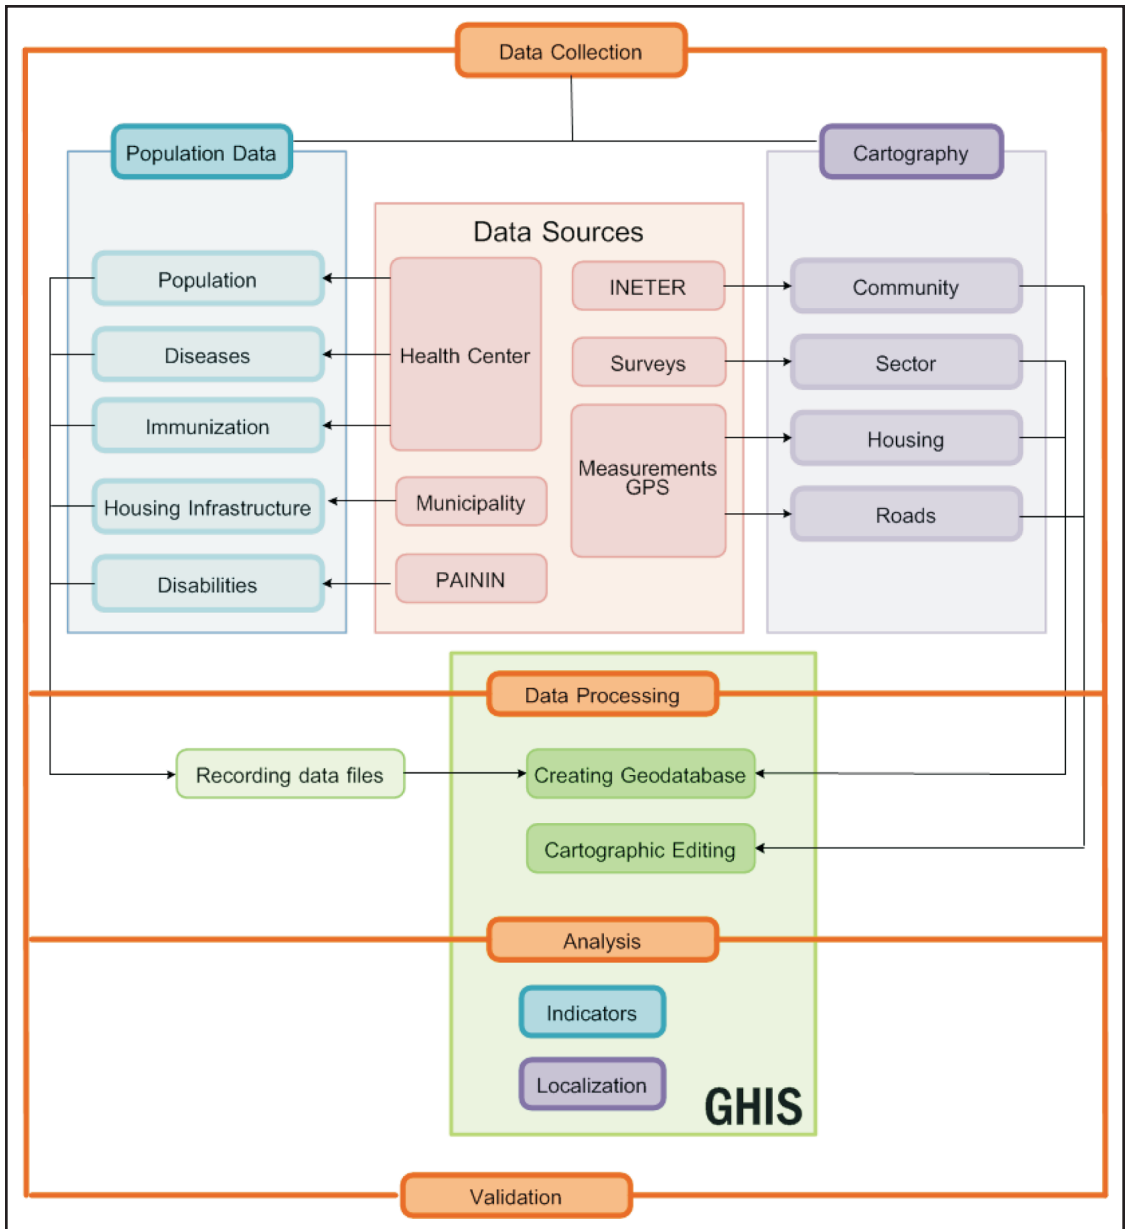 Data Collection
Population Data
Cartography
Data Sources
Population
Diseases
Immunization
Housing Infrastructure
Disabilities
Health Center
Municipality
PAININ
INETER
Surveys
Measurements
GPS
Community
Sector
Housing
Roads
Data Processing
Recording data files
Creating Geodatabase
Cartographic Editing
Analysis
Indicators
Localization
GHIS
Validation